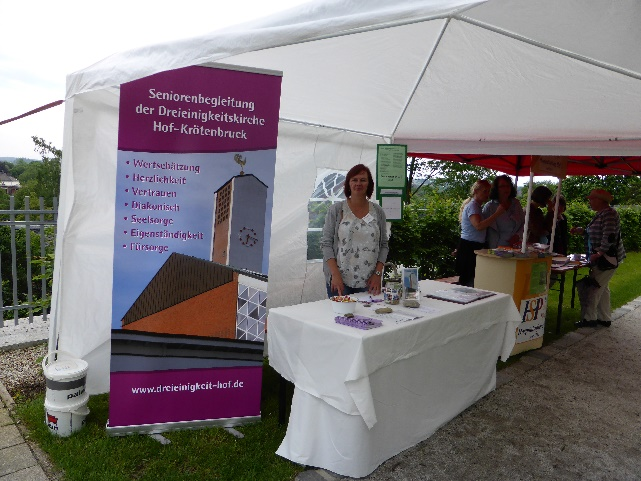 Seniorenbegleitung
der Dreieinigkeitskirche
Hof-Krötenbruck
• Wertschätzung
• Herzlichkeit
• Vertrauen
• Diakonisch
• Seelsorge
• Eigenständigkeit
• Fürsorge
www.dreieinigkeit-hof.de